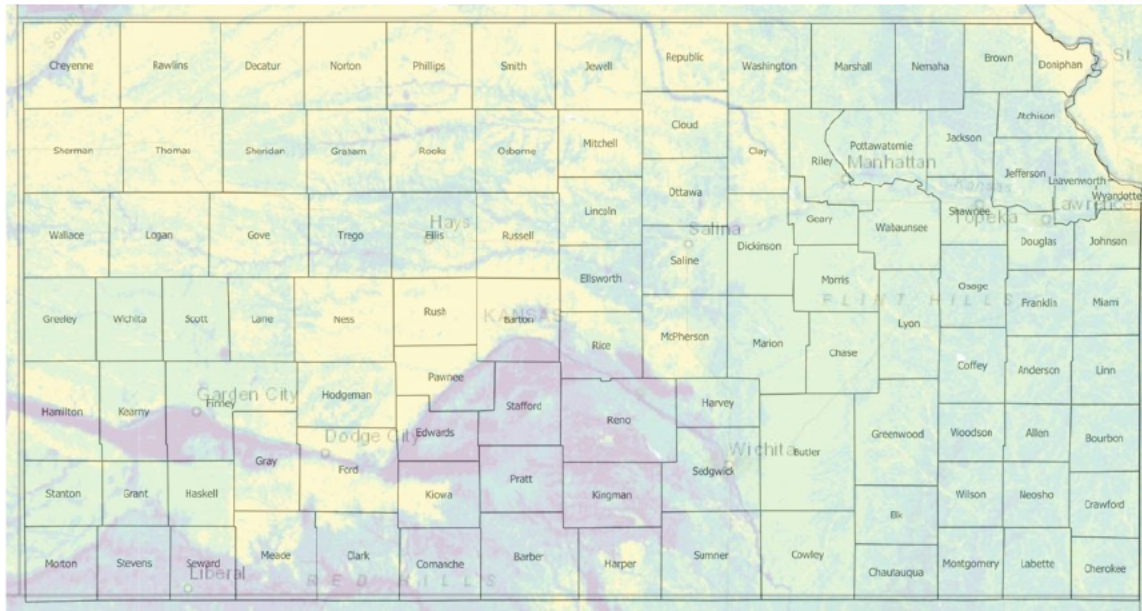 Cheyenne Rawlins Decatur Norton Phillips Smith Jewell Republic Washington Marshall Nemaha Brown Doniphan
Sherman Thomas Sheridan Graham Rooks Osborne Mitchell Cloud Clay Riley Pottawatomie Jackson Atchison
Manhattan
Ottawa Jefferson Leavenworth
Wyandotte
Wallace Logan Gove Trego Ellis Russell Lincoln Geary Wabaunsee Shawnee
Hays Salina Topeka Lawrence
Saline Dickinson Douglas Johnson
Ellsworth Morris Osage
FLINT HILLS
Greeley Wichita Scott Lane Ness Rush Barton Rice McPherson Marion Chase Lyon Franklin Miami
KANSAS
Hamilton Kearny Finney Hodgeman Pawnee Stafford Reno Harvey Coffey Anderson Linn
Garden City
Dodge City
Gray Ford Edwards Sedgwick Butler Greenwood Woodson Allen Bourbon
Wichita
Stanton Grant Haskell Kiowa Pratt Kingman Elk Wilson Neosho Crawford
Morton Stevens Seward Meade Clark Comanche Barber Harper Sumner Cowley Chautauqua Montgomery Labette Cherokee
Liberal
RED HILLS